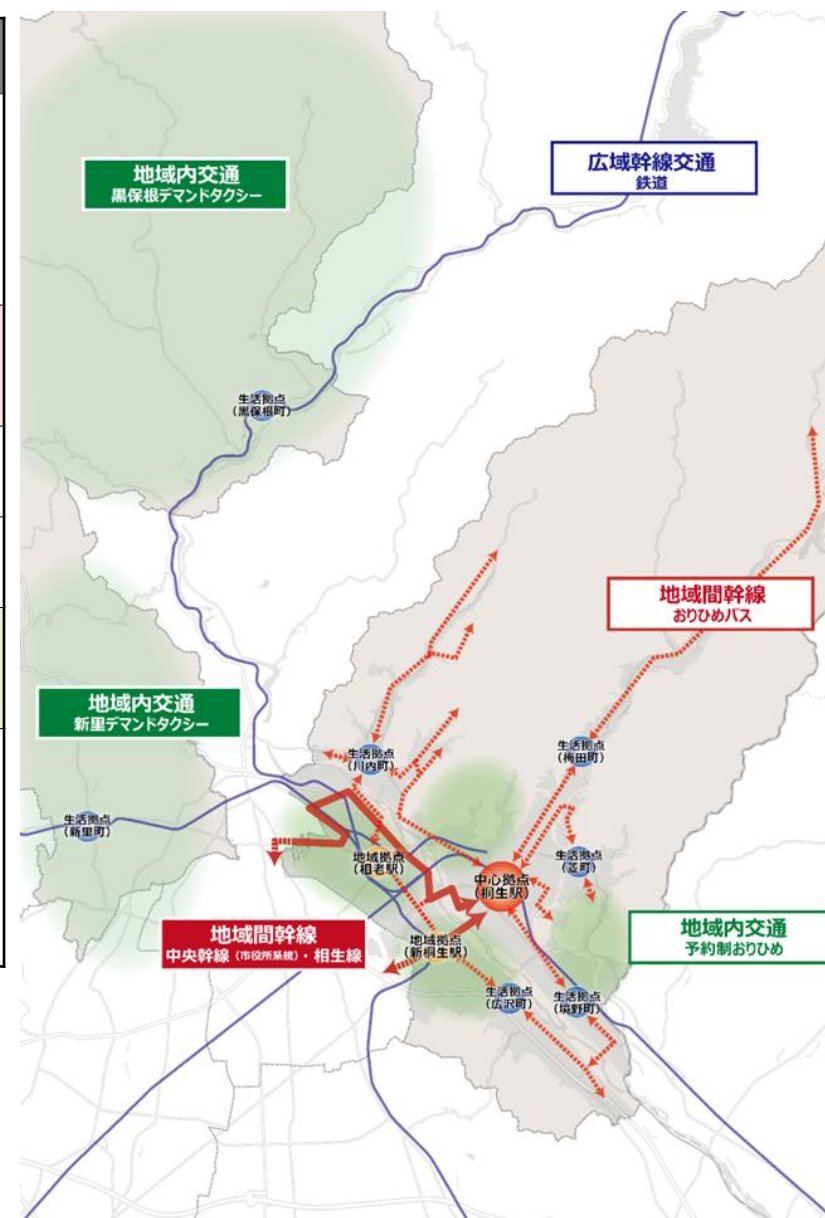 地域内交通
黒保根デマンドタクシー
広域幹線交通
鉄道
生活拠点
(黒保根町)
地域間幹線
おりひめバス
地域内交通
新里デマンドタクシー
生活拠点
(川内町)
生活拠点
(梅田町)
生活拠点
(新里町)
地域拠点
(相老駅)
生活拠点
(菱町)
中心拠点
(桐生駅)
地域間幹線
中央幹線 (市役所系統)・相生線
地域拠点
(新桐生駅)
地域内交通
予約制おりひめ
生活拠点
(広沢町)
生活拠点
(境野町)